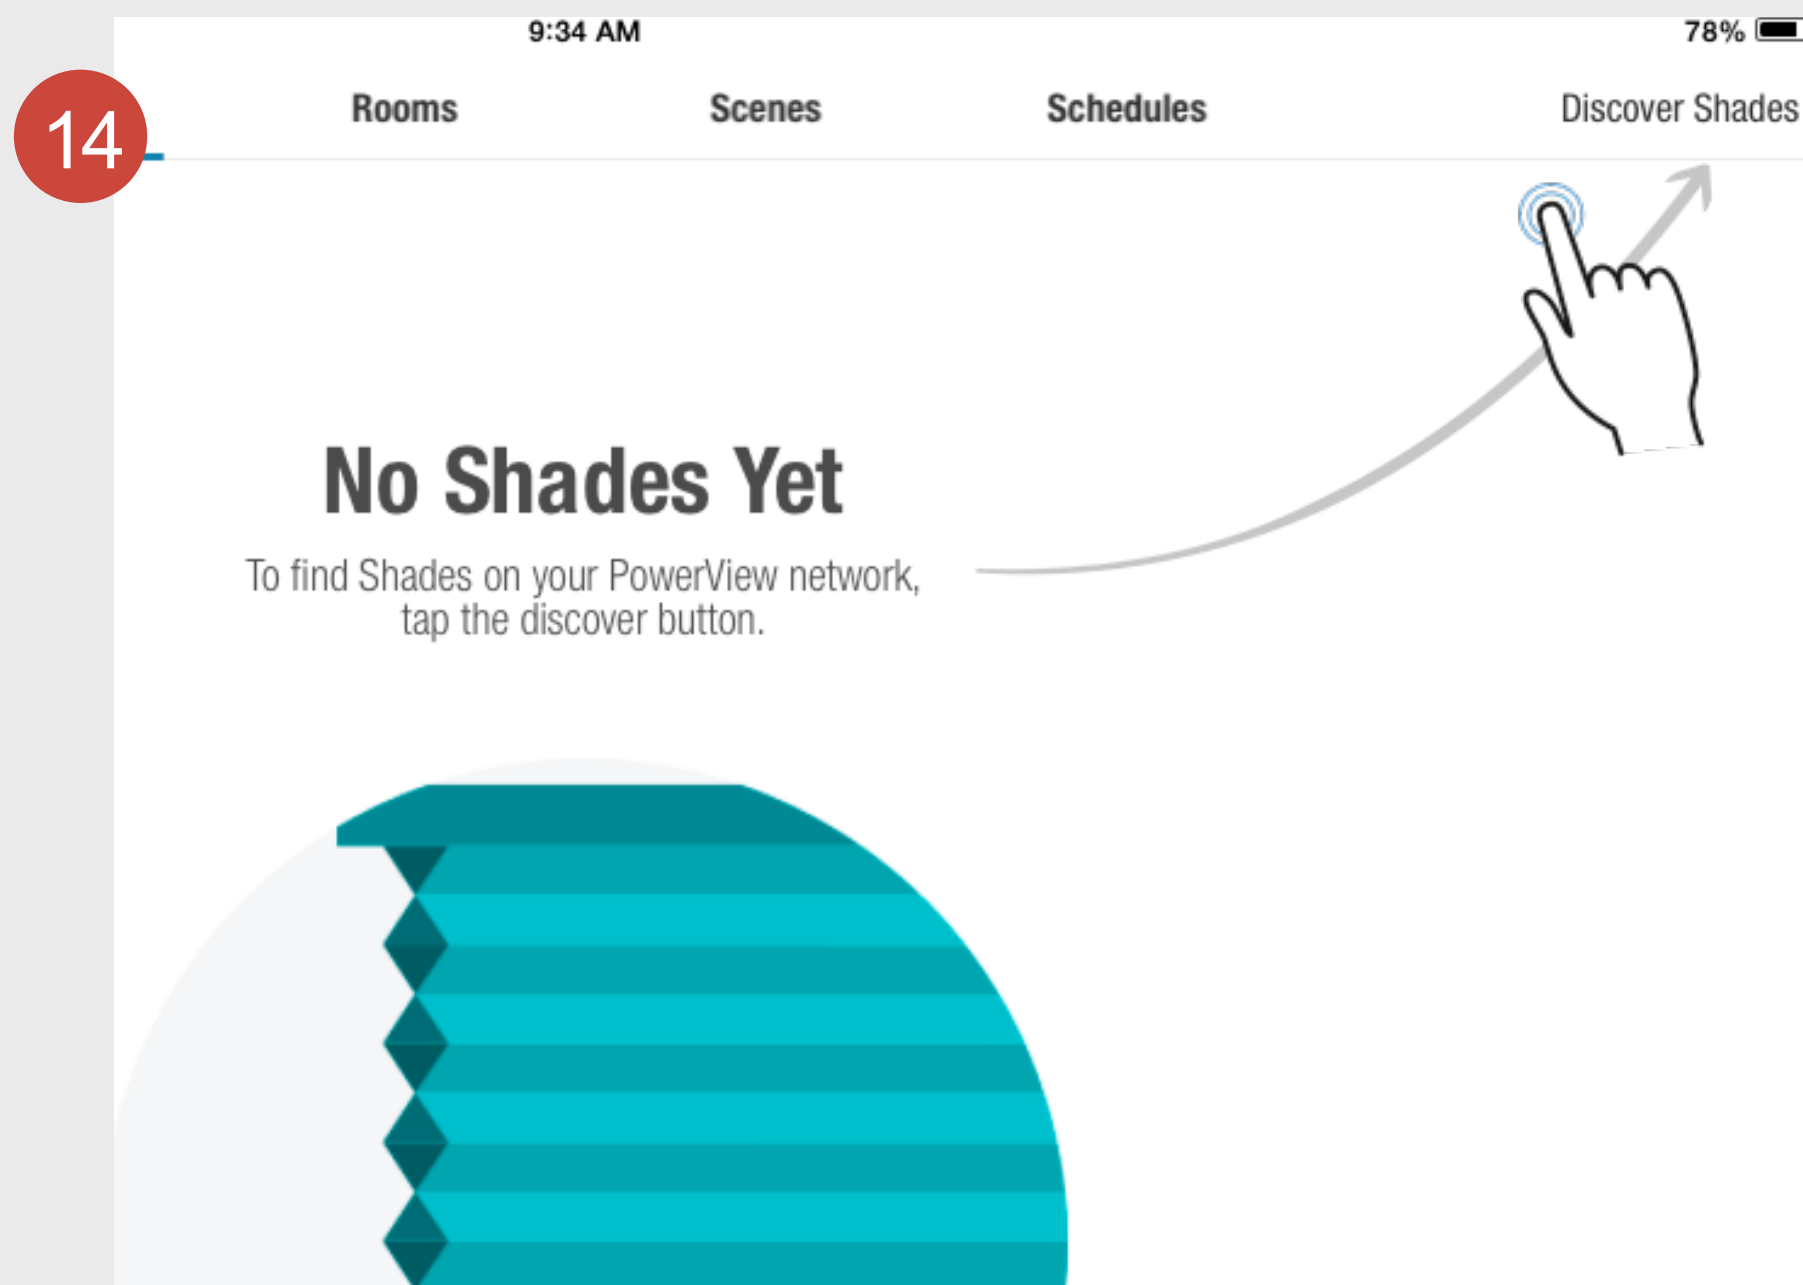 9:34 AM
78%
14
Rooms
Scenes
Schedules
Discover Shades
No Shades Yet
To find Shades on your PowerView network,
tap the discover button.